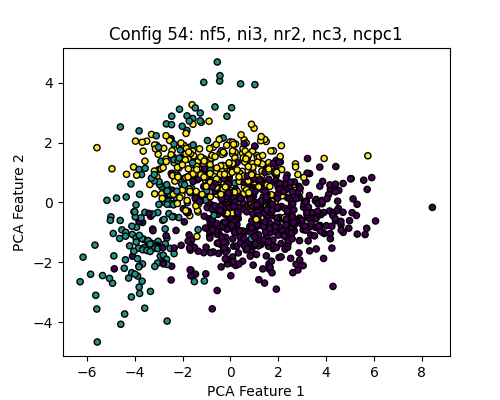 Config 54: nf5, ni3, nr2, nc3, ncpc1
PCA Feature 2
4
2
0
−2
−4
−6 −4 −2 0 2 4 6 8
PCA Feature 1